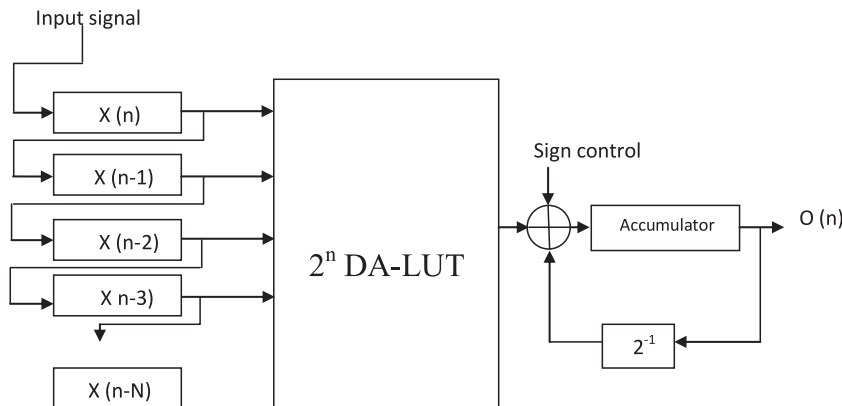 Input signal
X (n)
X (n-1)
X (n-2)
X n-3)
X (n-N)
2ⁿ DA-LUT
Sign control
Accumulator
O (n)
2⁻¹